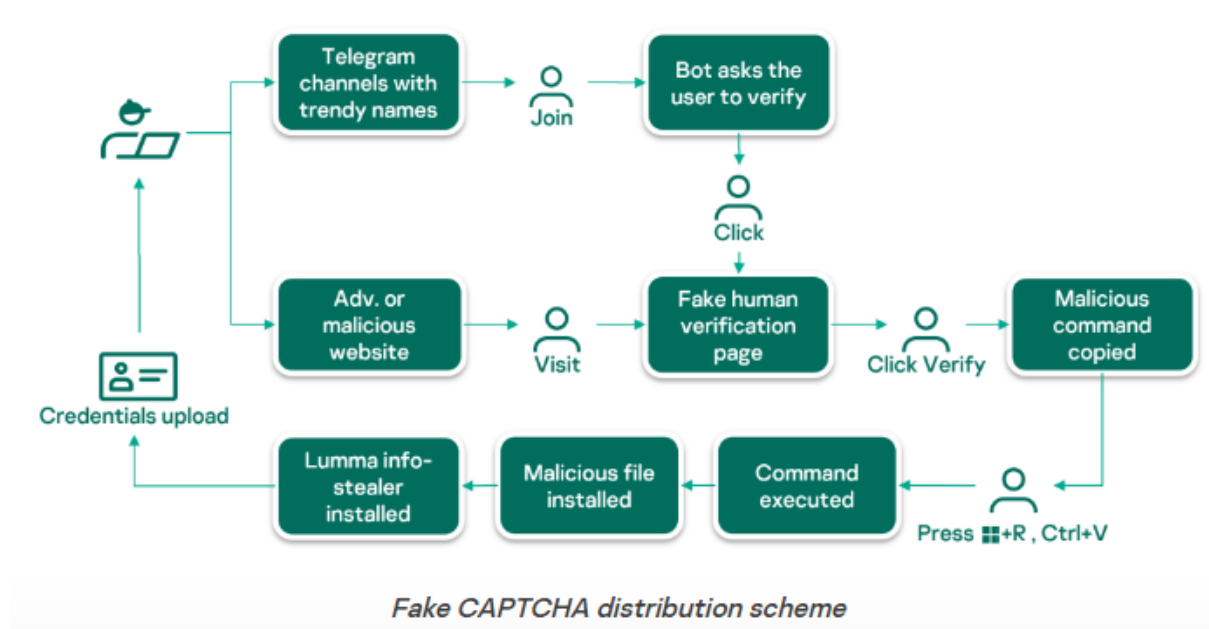 Telegram
channels with
trendy names
Join
Bot asks the
user to verify
Click
Adv. or
malicious
website
Visit
Fake human
verification
page
Click Verify
Malicious
command
copied
Press +R , Ctrl+V
Command
executed
Malicious file
installed
Lumma info-
stealer
installed
Credentials upload
Fake CAPTCHA distribution scheme